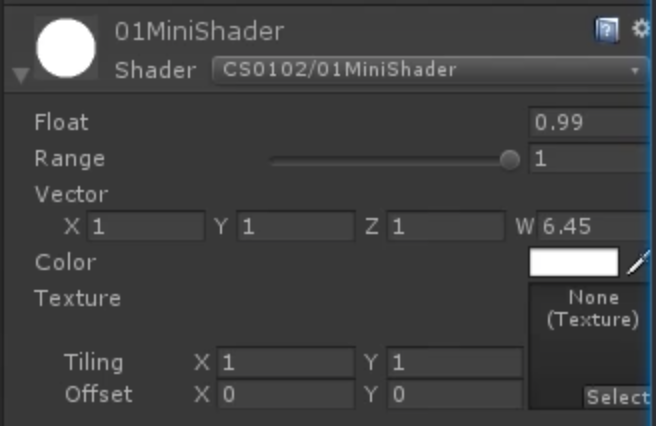 01MiniShader
Shader CS0102/01MiniShader
Float 0.99
Range 1
Vector
X 1 Y 1 Z 1 W 6.45
Color
Texture None
(Texture)
Tiling X 1 Y 1
Offset X 0 Y 0
Select